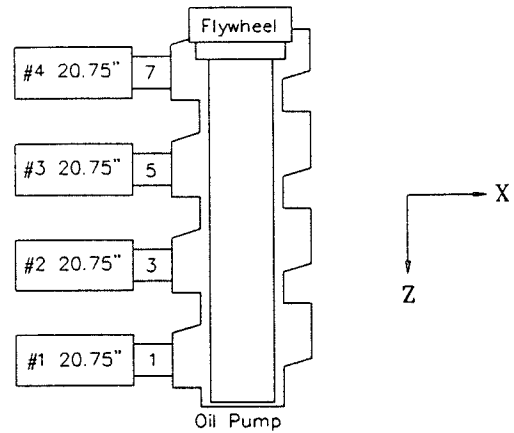 Flywheel
#4 20.75" 7
#3 20.75" 5
#2 20.75" 3
#1 20.75" 1
Oil Pump
X
Z